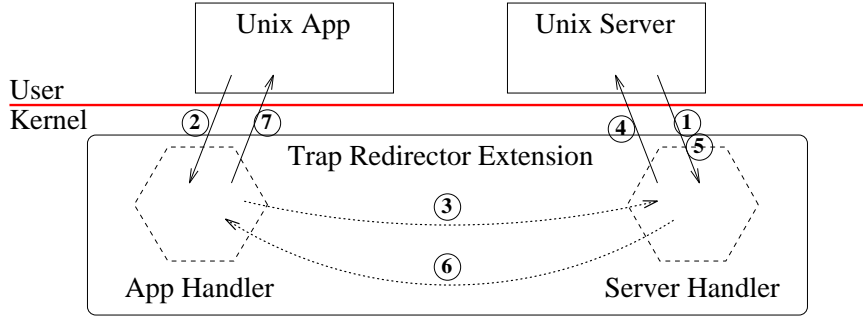 Unix App
Unix Server
User
Kernel
2
7
4
1
5
Trap Redirector Extension
3
6
App Handler
Server Handler